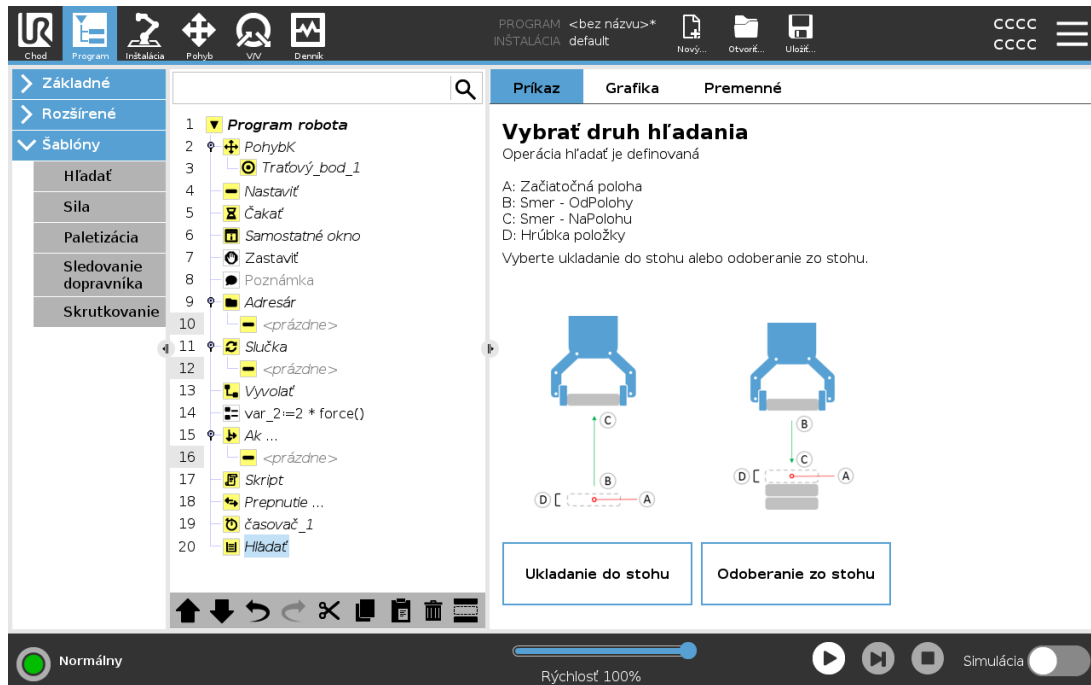 PROGRAM <bez názvu>*
INŠTALÁCIA default
Chod
Program
Inštalácia
Pohyb
V/V
Denník
Nový...
Otvoriť...
Uložiť...
CCCC
CCCC
Základné
Rozšírené
Šablóny
Hľadať
Sila
Paletizácia
Sledovanie
dopravníka
Skrutkovanie
1 Program robota
2 PohybK
3 Traťový_bod_1
4 Nastaviť
5 Čakať
6 Samostatné okno
7 Zastaviť
8 Poznámka
9 Adresár
10 <prázdne>
11 Slučka
12 <prázdne>
13 Vyvolať
14 var_2:=2 * force()
15 Ak ...
16 <prázdne>
17 Skript
18 Prepnutie ...
19 časovač_1
20 Hľadať
Príkaz
Grafika
Premenné
Vybrať druh hľadania
Operácia hľadať je definovaná
A: Začiatočná poloha
B: Smer - OdPolohy
C: Smer - NaPolohu
D: Hrúbka položky
Vyberte ukladanie do stohu alebo odoberanie zo stohu.
C
B
D
A
B
C
D
A
Ukladanie do stohu
Odoberanie zo stohu
Normálny
Rýchlosť 100%
Simulácia